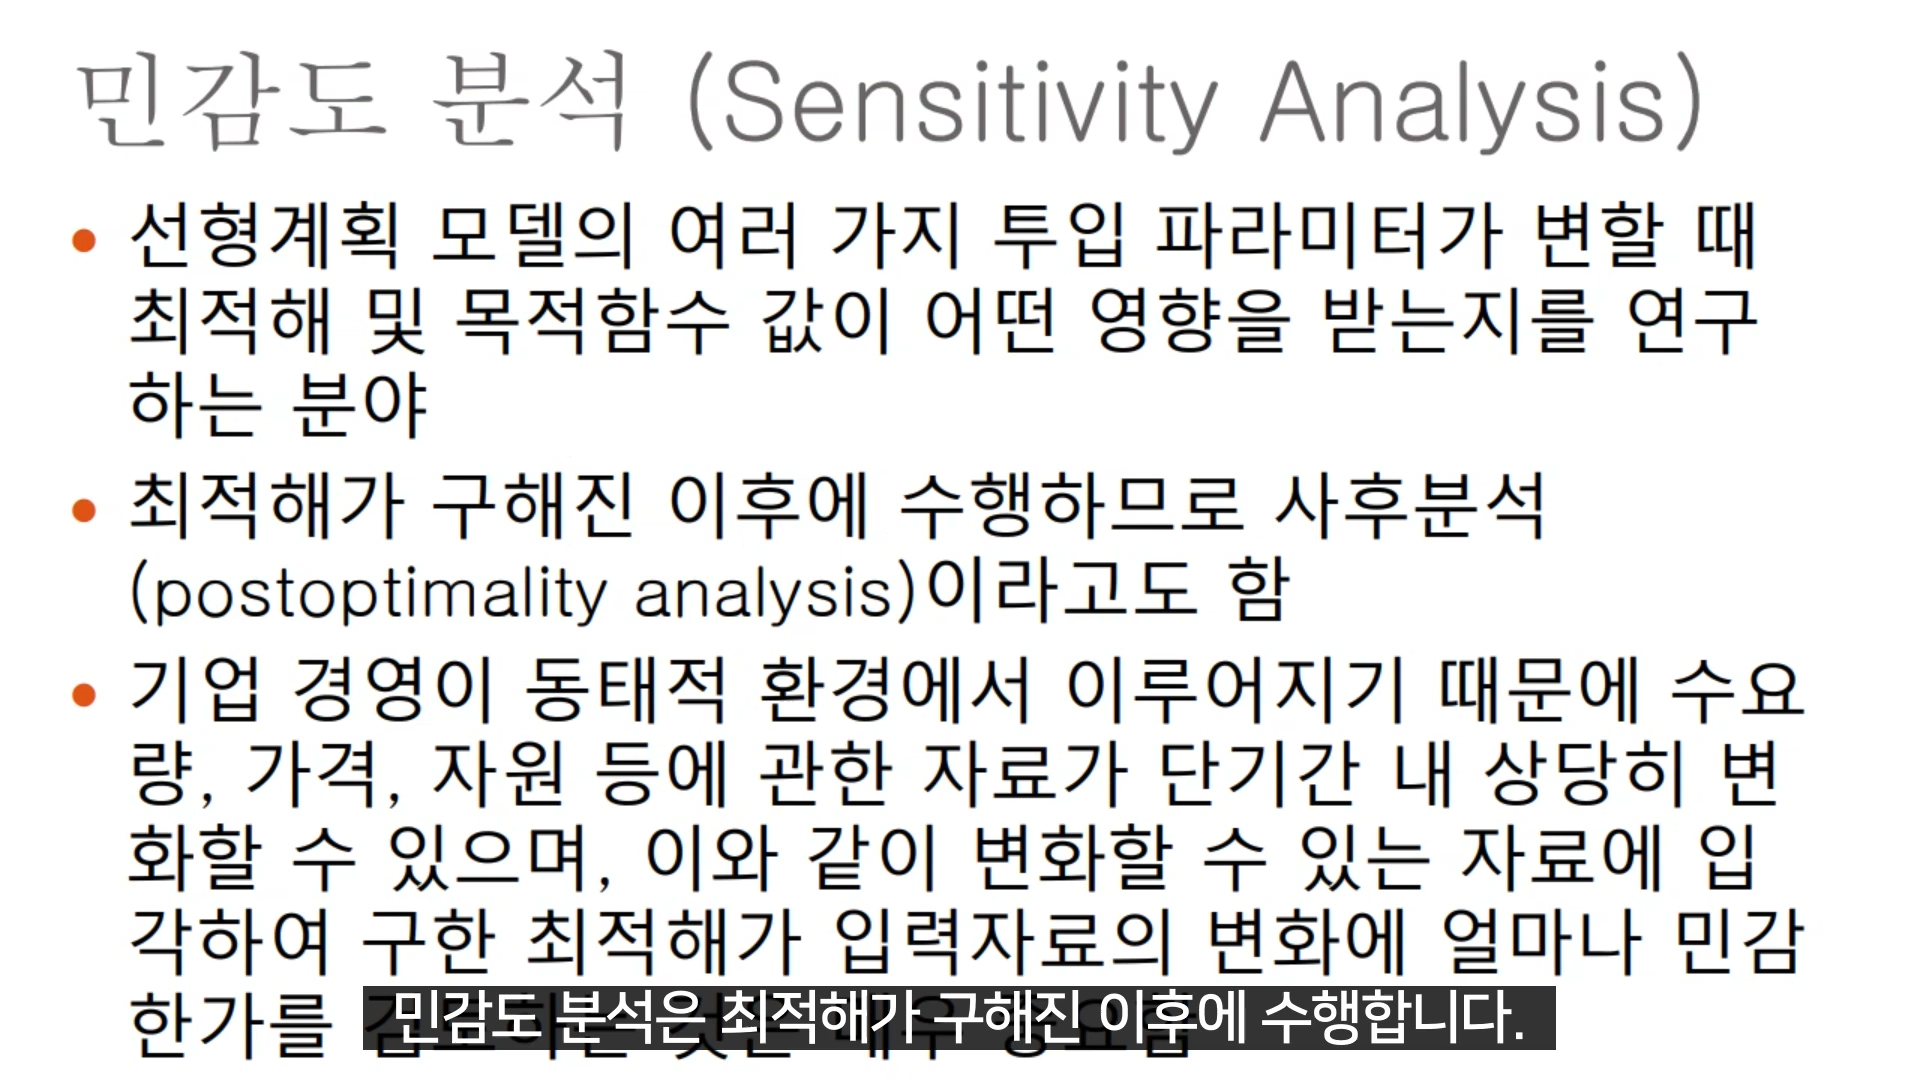 민감도 분석 (Sensitivity Analysis)
• 선형계획 모델의 여러 가지 투입 파라미터가 변할 때
최적해 및 목적함수 값이 어떤 영향을 받는지를 연구
하는 분야
• 최적해가 구해진 이후에 수행하므로 사후분석
(postoptimality analysis)이라고도 함
• 기업 경영이 동태적 환경에서 이루어지기 때문에 수요
량, 가격, 자원 등에 관한 자료가 단기간 내 상당히 변
화할 수 있으며, 이와 같이 변화할 수 있는 자료에 입
각하여 구한 최적해가 입력자료의 변화에 얼마나 민감
한가를
민감도 분석은 최적해가 구해진 이후에 수행합니다.